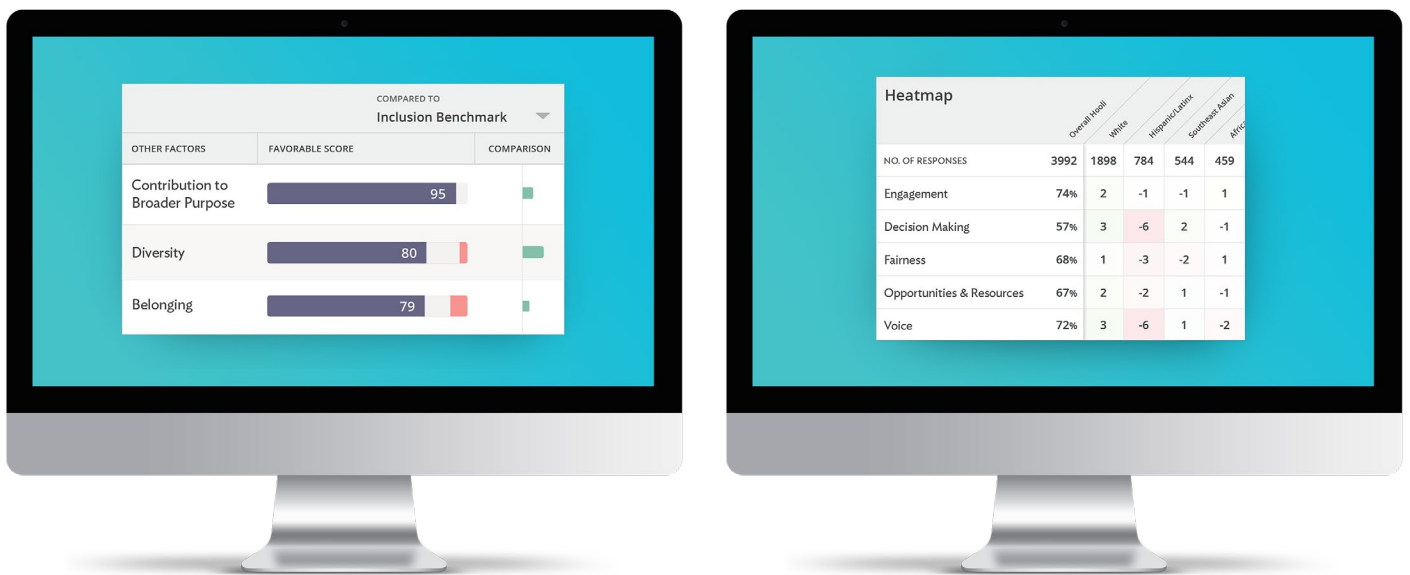 COMPARED TO
Inclusion Benchmark
OTHER FACTORS FAVORABLE SCORE COMPARISON
Contribution to
Broader Purpose
95
Diversity 80
Belonging 79
Heatmap
Overall Hooli
White
Hispanic/Latinx
Southeast Asian
NO. OF RESPONSES 3992 1898 784 544 459
Engagement 74% 2 -1 -1 1
Decision Making 57% 3 -6 2 -1
Fairness 68% 1 -3 -2 1
Opportunities & Resources 67% 2 -2 1 -1
Voice 72% 3 -6 1 -2